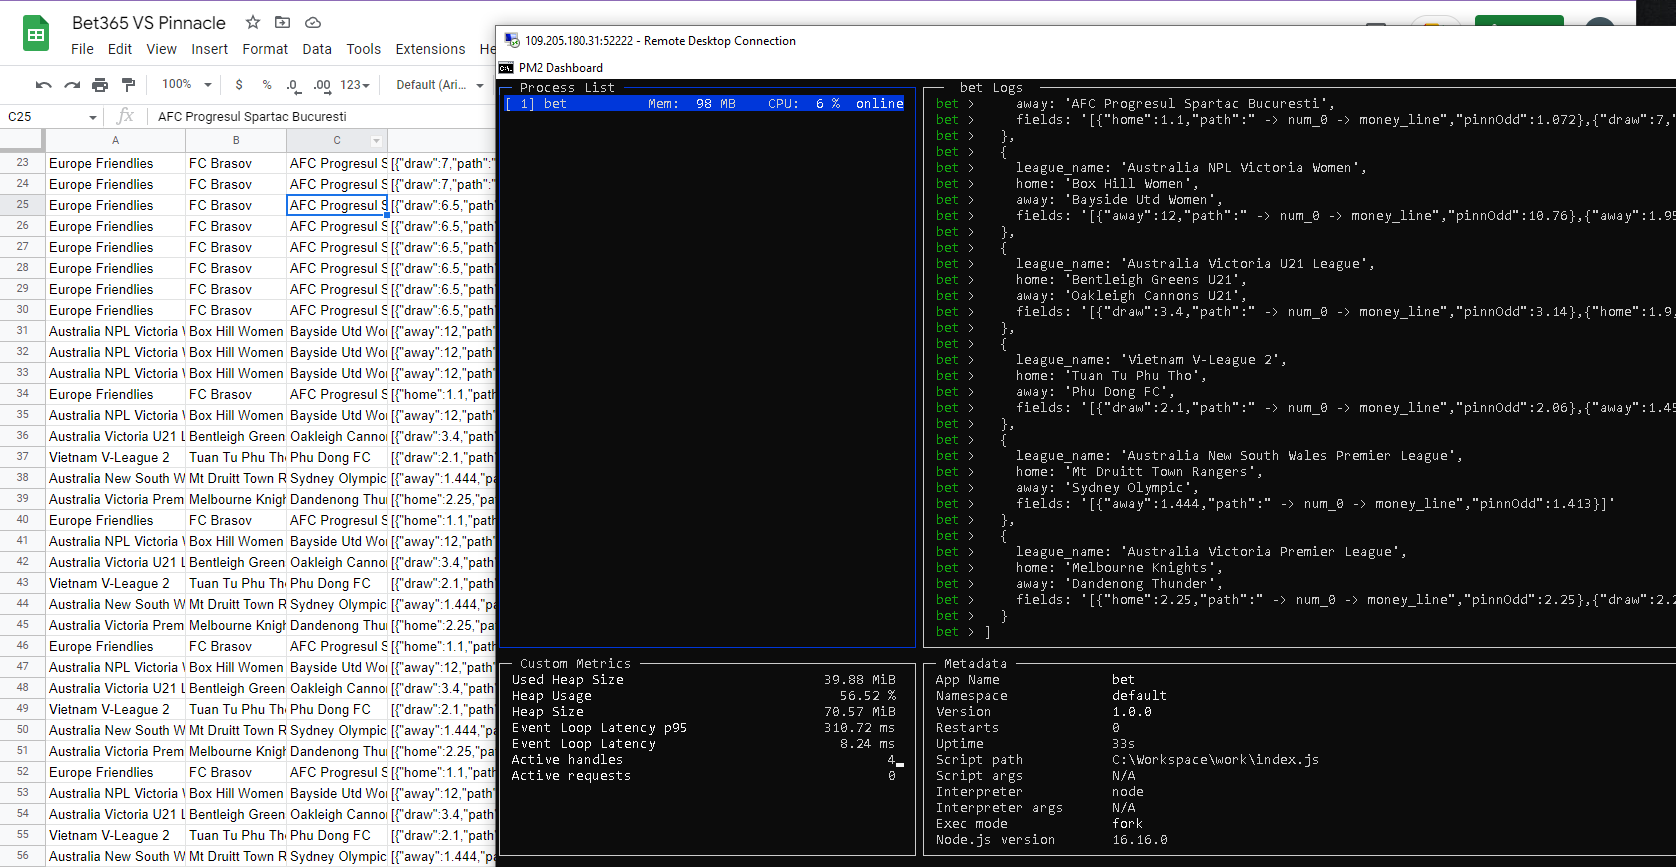 Bet365 VS Pinnacle
File Edit View Insert Format Data Tools Extensions He
100% $ % .0 .00 123 Default (Ari...
C25 fx AFC Progresul Spartac Bucuresti
A B C
23 Europe Friendlies FC Brasov AFC Progresul S [{"draw":7,"path":"
24 Europe Friendlies FC Brasov AFC Progresul S [{"draw":7,"path":"
25 Europe Friendlies FC Brasov AFC Progresul S [{"draw":6.5,"path
26 Europe Friendlies FC Brasov AFC Progresul S [{"draw":6.5,"path
27 Europe Friendlies FC Brasov AFC Progresul S [{"draw":6.5,"path
28 Europe Friendlies FC Brasov AFC Progresul S [{"draw":6.5,"path
29 Europe Friendlies FC Brasov AFC Progresul S [{"draw":6.5,"path
30 Europe Friendlies FC Brasov AFC Progresul S [{"draw":6.5,"path
31 Australia NPL Victoria Box Hill Women Bayside Utd Wo [{"away":12,"path"
32 Australia NPL Victoria Box Hill Women Bayside Utd Wo [{"away":12,"path"
33 Australia NPL Victoria Box Hill Women Bayside Utd Wo [{"away":12,"path"
34 Europe Friendlies FC Brasov AFC Progresul S [{"home":1.1,"path
35 Australia NPL Victoria Box Hill Women Bayside Utd Wo [{"away":12,"path"
36 Australia Victoria U21 L Bentleigh Green Oakleigh Canno [{"draw":3.4,"path
37 Vietnam V-League 2 Tuan Tu Phu Th Phu Dong FC [{"draw":2.1,"path
38 Australia New South W Mt Druitt Town R Sydney Olympic [{"away":1.444,"pa
39 Australia Victoria Prem Melbourne Knigh Dandenong Thu [{"home":2.25,"pa
40 Europe Friendlies FC Brasov AFC Progresul S [{"home":1.1,"path
41 Australia NPL Victoria Box Hill Women Bayside Utd Wo [{"away":12,"path"
42 Australia Victoria U21 L Bentleigh Green Oakleigh Canno [{"draw":3.4,"path
43 Vietnam V-League 2 Tuan Tu Phu Th Phu Dong FC [{"draw":2.1,"path
44 Australia New South W Mt Druitt Town R Sydney Olympic [{"away":1.444,"pa
45 Australia Victoria Prem Melbourne Knigh Dandenong Thu [{"home":2.25,"pa
46 Europe Friendlies FC Brasov AFC Progresul S [{"home":1.1,"path
47 Australia NPL Victoria Box Hill Women Bayside Utd Wo [{"away":12,"path"
48 Australia Victoria U21 L Bentleigh Green Oakleigh Canno [{"draw":3.4,"path
49 Vietnam V-League 2 Tuan Tu Phu Th Phu Dong FC [{"draw":2.1,"path
50 Australia New South W Mt Druitt Town R Sydney Olympic [{"away":1.444,"pa
51 Australia Victoria Prem Melbourne Knigh Dandenong Thu [{"home":2.25,"pa
52 Europe Friendlies FC Brasov AFC Progresul S [{"home":1.1,"path
53 Australia NPL Victoria Box Hill Women Bayside Utd Wo [{"away":12,"path"
54 Australia Victoria U21 L Bentleigh Green Oakleigh Canno [{"draw":3.4,"path
55 Vietnam V-League 2 Tuan Tu Phu Th Phu Dong FC [{"draw":2.1,"path
56 Australia New South W Mt Druitt Town R Sydney Olympic [{"away":1.444,"pa
109.205.180.31:52222 - Remote Desktop Connection
PM2 Dashboard
Process List
[ 1] bet Mem: 98 MB CPU: 6 % online
bet Logs
bet > away: 'AFC Progresul Spartac Bucuresti',
bet > fields: '[{"home":1.1,"path":" -> num_0 -> money_line","pinnOdd":1.072},{"draw":7,"
bet > },
bet > {
bet > league_name: 'Australia NPL Victoria Women',
bet > home: 'Box Hill Women',
bet > away: 'Bayside Utd Women',
bet > fields: '[{"away":12,"path":" -> num_0 -> money_line","pinnOdd":10.76},{"away":1.95
bet > },
bet > {
bet > league_name: 'Australia Victoria U21 League',
bet > home: 'Bentleigh Greens U21',
bet > away: 'Oakleigh Cannons U21',
bet > fields: '[{"draw":3.4,"path":" -> num_0 -> money_line","pinnOdd":3.14},{"home":1.9,
bet > },
bet > {
bet > league_name: 'Vietnam V-League 2',
bet > home: 'Tuan Tu Phu Tho',
bet > away: 'Phu Dong FC',
bet > fields: '[{"draw":2.1,"path":" -> num_0 -> money_line","pinnOdd":2.06},{"away":1.45
bet > },
bet > {
bet > league_name: 'Australia New South Wales Premier League',
bet > home: 'Mt Druitt Town Rangers',
bet > away: 'Sydney Olympic',
bet > fields: '[{"away":1.444,"path":" -> num_0 -> money_line","pinnOdd":1.413}]'
bet > },
bet > {
bet > league_name: 'Australia Victoria Premier League',
bet > home: 'Melbourne Knights',
bet > away: 'Dandenong Thunder',
bet > fields: '[{"home":2.25,"path":" -> num_0 -> money_line","pinnOdd":2.25},{"draw":2.2
bet > }
bet > ]
Custom Metrics
Used Heap Size 39.88 MiB
Heap Usage 56.52 %
Heap Size 70.57 MiB
Event Loop Latency p95 310.72 ms
Event Loop Latency 8.24 ms
Active handles 4
Active requests 0
Metadata
App Name bet
Namespace default
Version 1.0.0
Restarts 0
Uptime 33s
Script path C:\Workspace\work\index.js
Script args N/A
Interpreter node
Interpreter args N/A
Exec mode fork
Node.js version 16.16.0